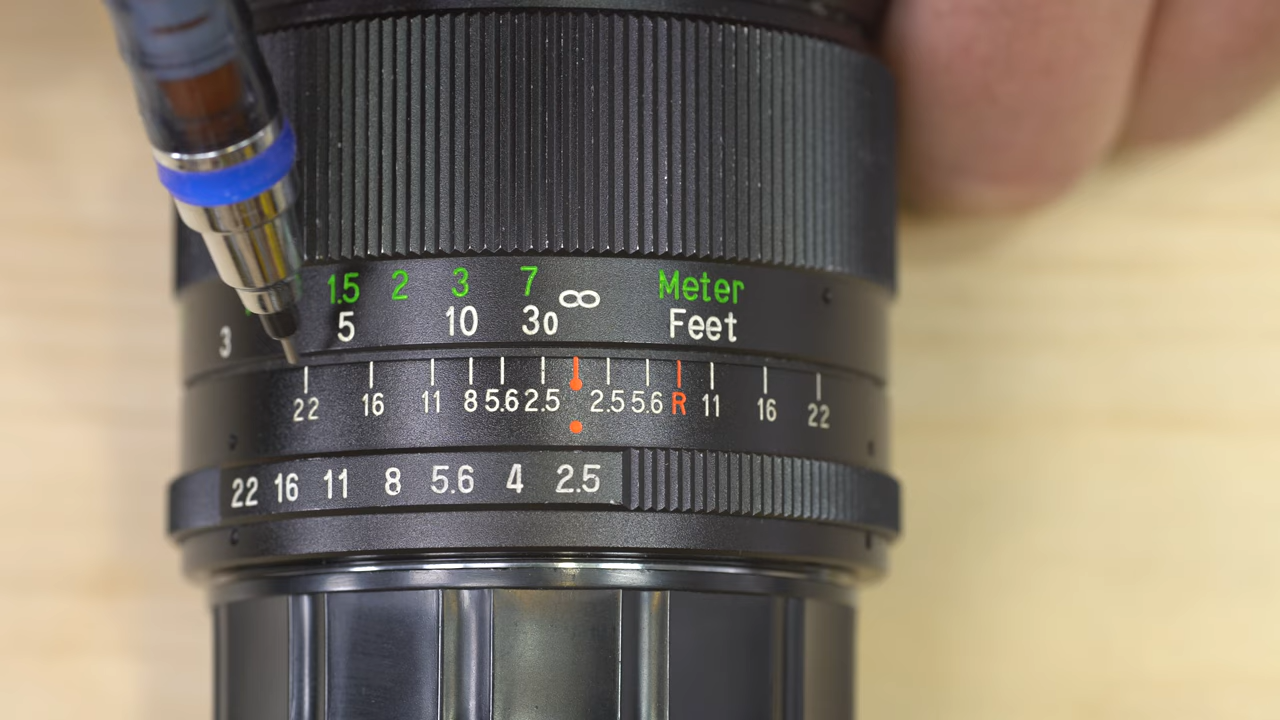 1.5 2 3 7 ∞ Meter
3 5 10 30 Feet
22 16 11 8 5.6 2.5 2.5 5.6 R 11 16 22
22 16 11 8 5.6 4 2.5